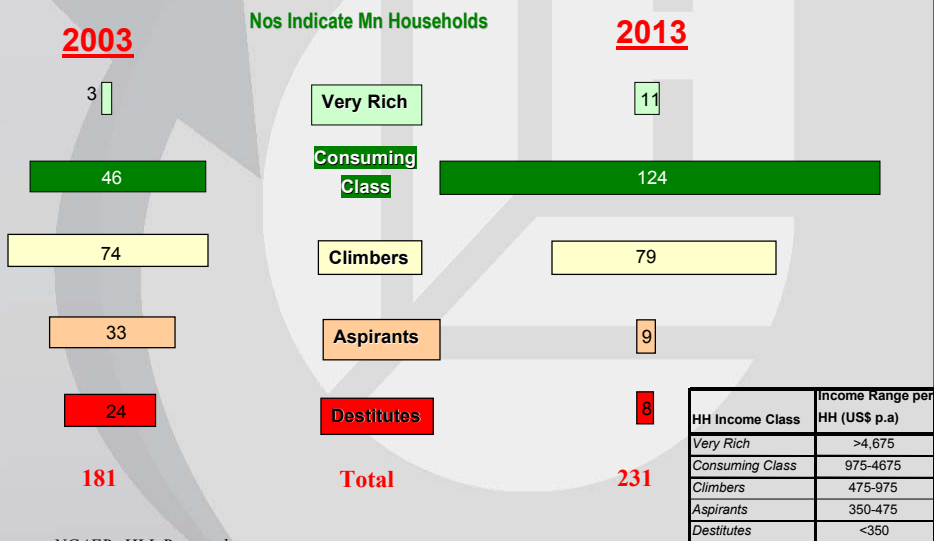 Nos Indicate Mn Households
2003
2013
3
Very Rich
11
46
Consuming
Class
124
74
Climbers
79
33
Aspirants
9
24
Destitutes
8
181
Total
231
HH Income Class
Income Range per
HH (US$ p.a)
Very Rich >4,675
Consuming Class 975-4675
Climbers 475-975
Aspirants 350-475
Destitutes <350